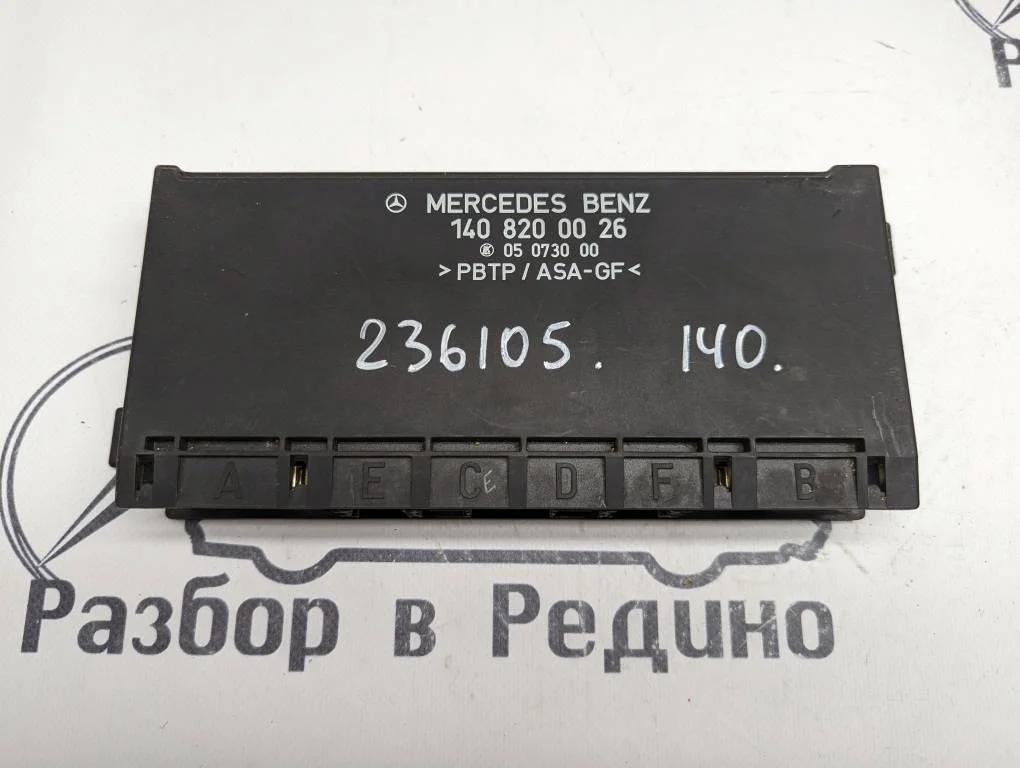 MERCEDES BENZ
140 820 00 26
05 0730 00
>PBTP/ASA-GF<
236105. 140.
A E CE D F B
Разбор в Редино
Р